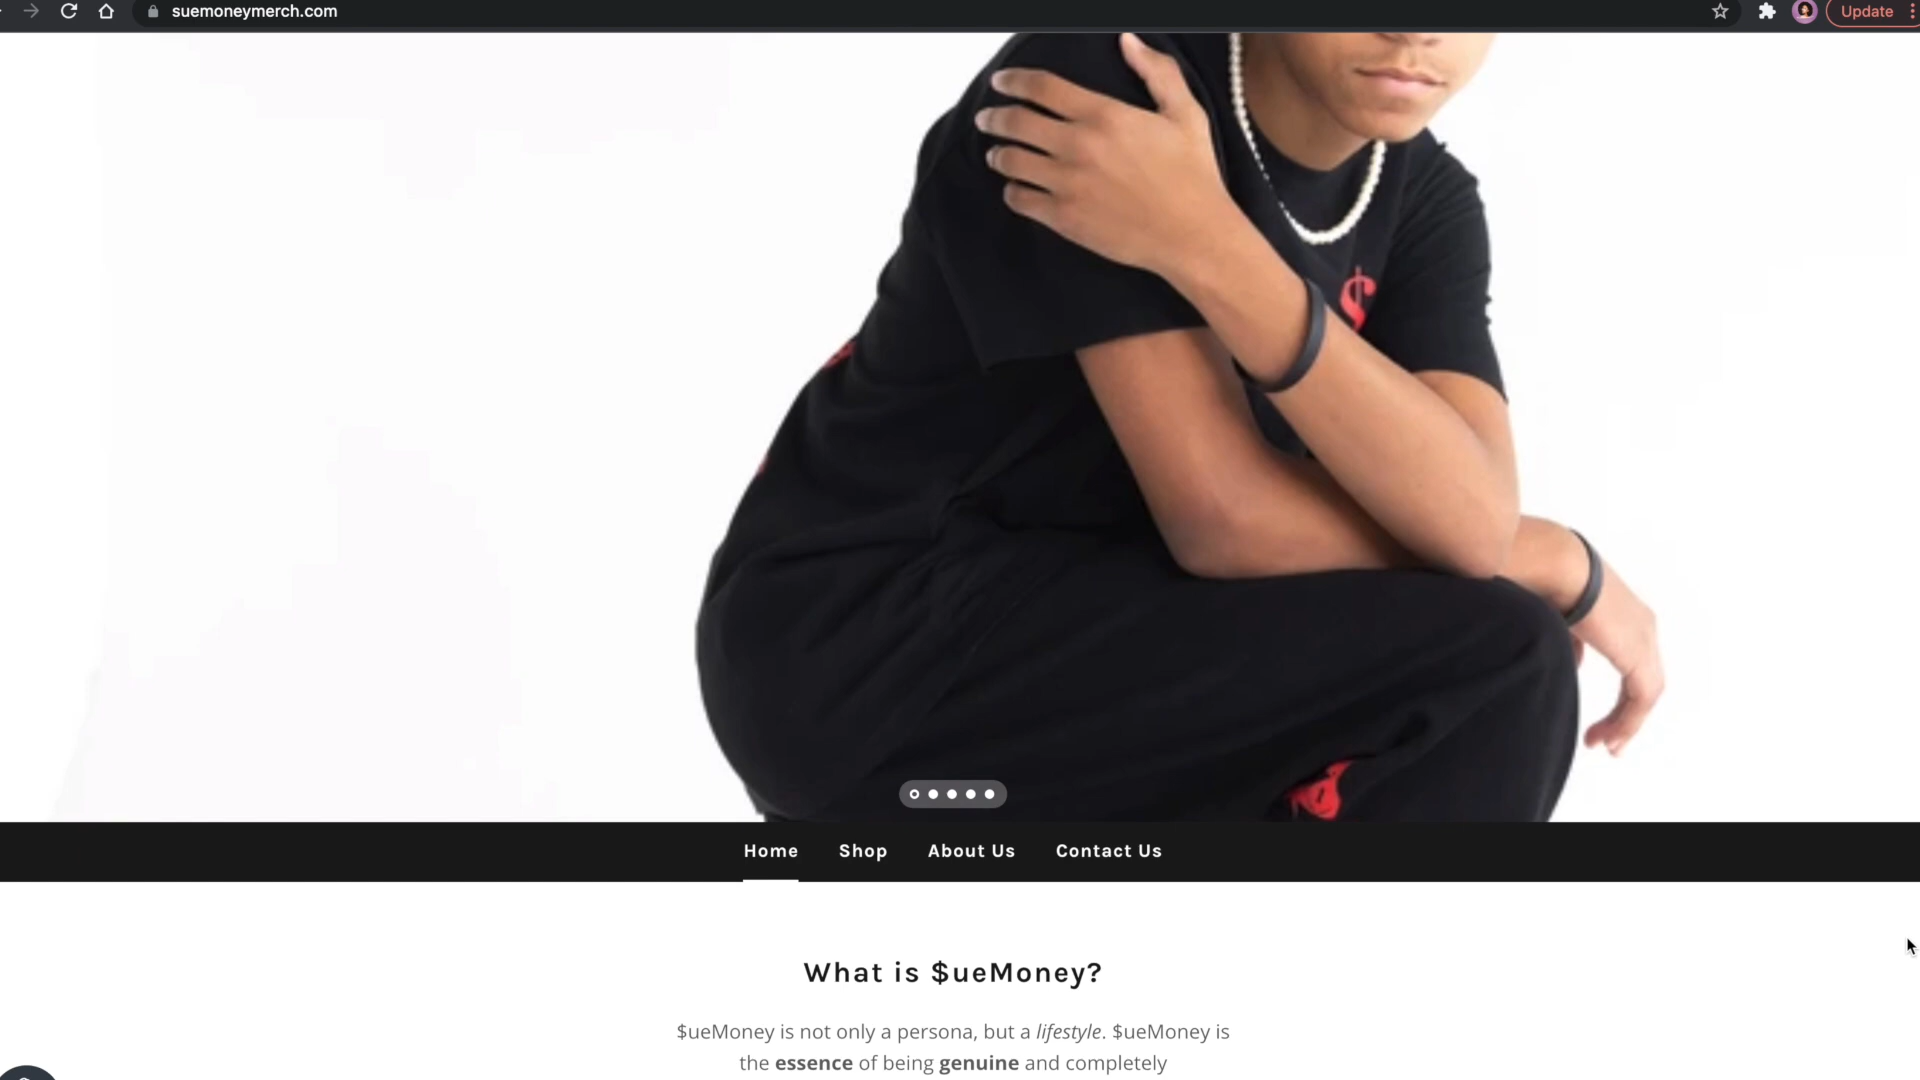 suemoneymerch.com
Update
$
Home Shop About Us Contact Us
What is $ueMoney?
$ueMoney is not only a persona, but a lifestyle. $ueMoney is
the essence of being genuine and completely